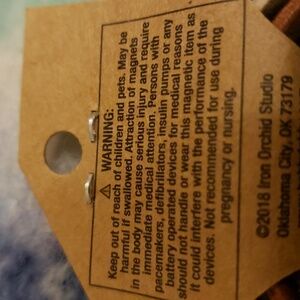 ⚠ WARNING:
Keep out of reach of children and pets. May be
harmful if swallowed. Attraction of magnets
in the body may cause serious injury and require
immediate medical attention. Persons with
pacemakers, defibrillators, insulin pumps or any
battery operated devices for medical reasons
should not handle or wear this magnetic item as
it could interfere with the performance of the
devices. Not recommended for use during
pregnancy or nursing.
©2018 Iron Orchid Studio
Oklahoma City, OK 73179